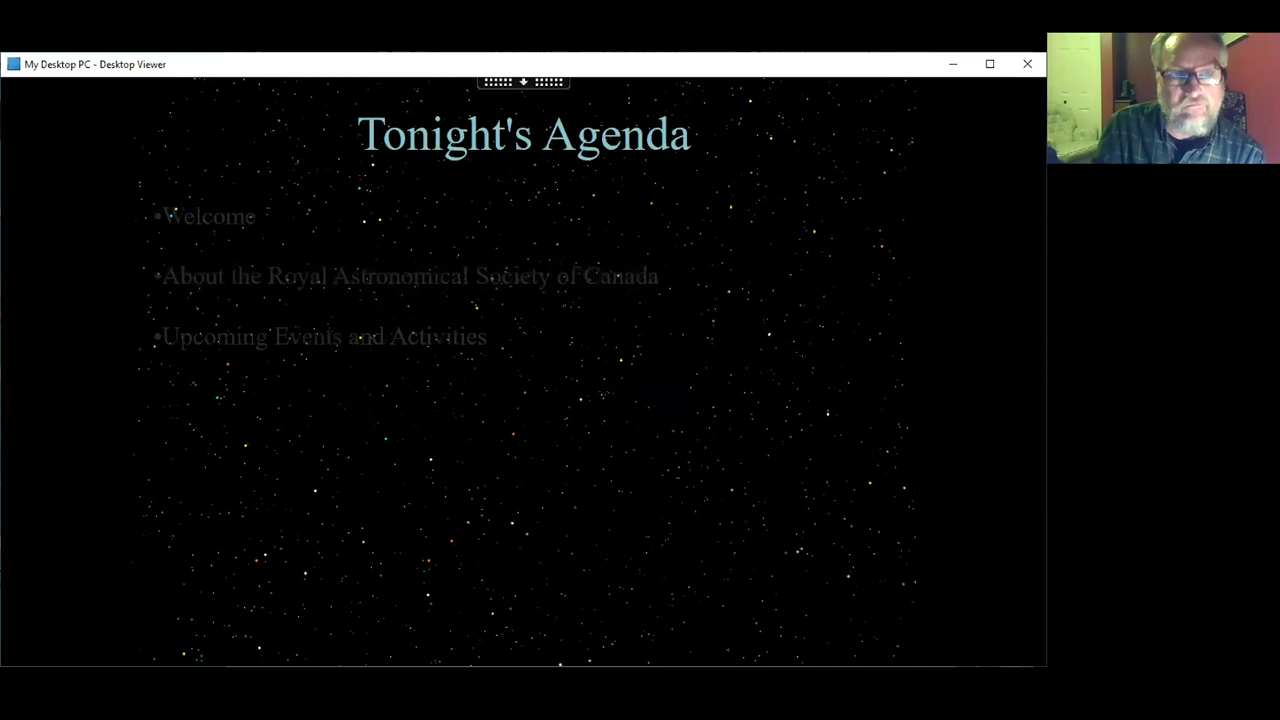 My Desktop PC - Desktop Viewer
Tonight's Agenda
•Welcome
•About the Royal Astronomical Society of Canada
•Upcoming Events and Activities